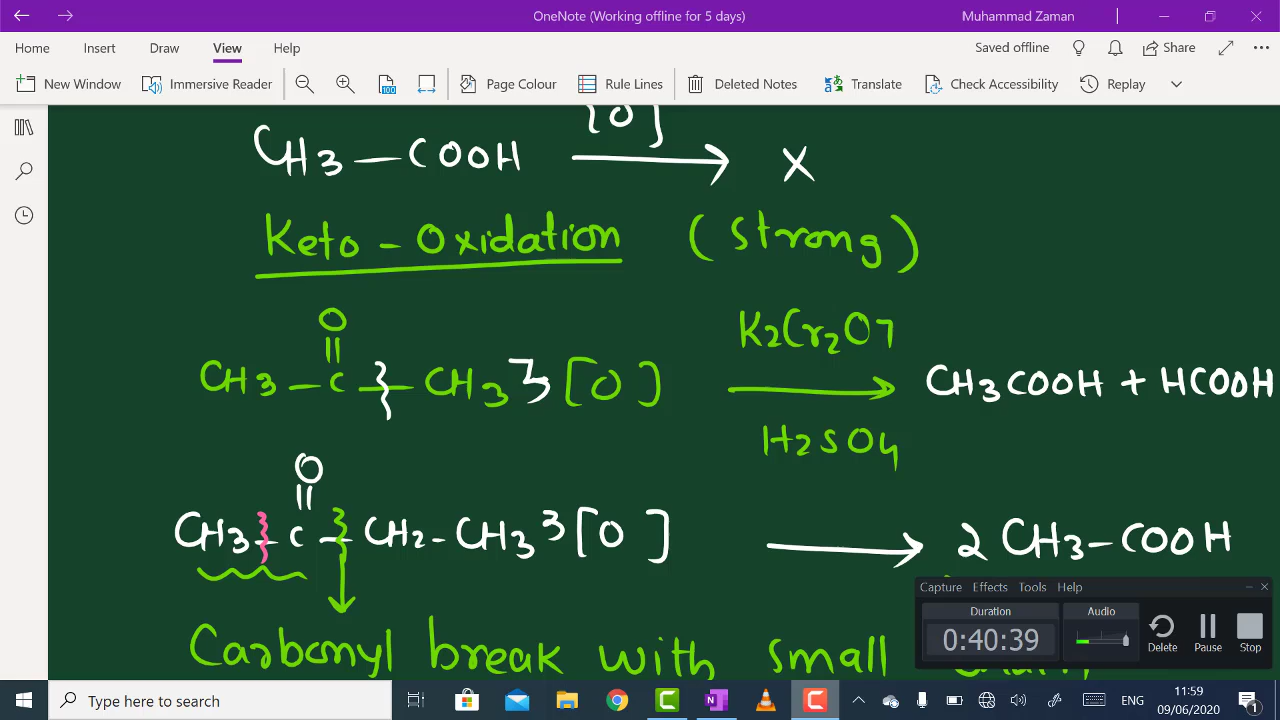 OneNote (Working offline for 5 days) Muhammad Zaman
Home Insert Draw View Help Saved offline Share
New Window Immersive Reader Page Colour Rule Lines Deleted Notes Translate Check Accessibility Replay
[O]
CH3 — COOH → X
Keto - Oxidation (Strong)
O
||
CH3 — C — CH3 3 [O] → CH3COOH + HCOOH
K2Cr2O7
H2SO4
O
||
CH3 — C — CH2 - CH3 3 [O] → 2 CH3 — COOH
Carbonyl break with small
Capture Effects Tools Help
Duration Audio
0:40:39 Delete Pause Stop
Type here to search
ENG 11:59
09/06/2020